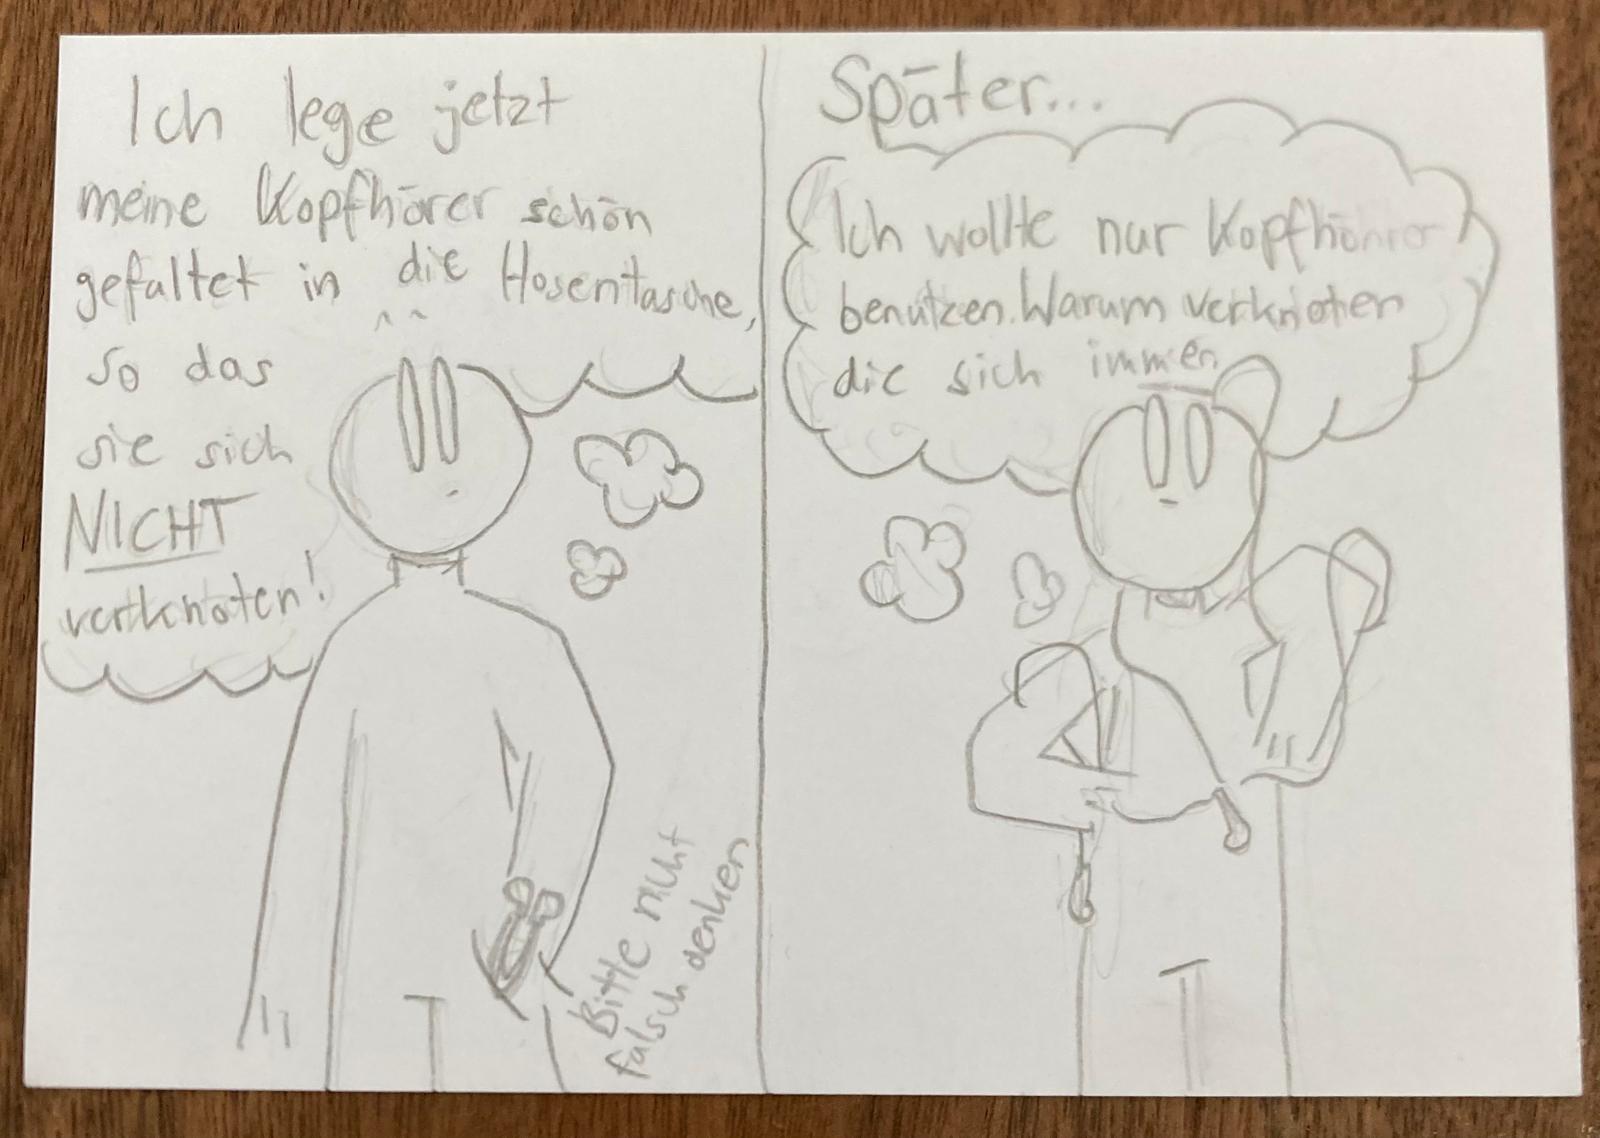 Ich lege jetzt
meine Kopfhörer schön
gefaltet in die Hosentasche,
so das
sie sich
NICHT
verknoten!
Bitte nicht
falsch denken
Später...
Ich wollte nur Kopfhörer
benutzen. Warum verknoten
die sich immer.